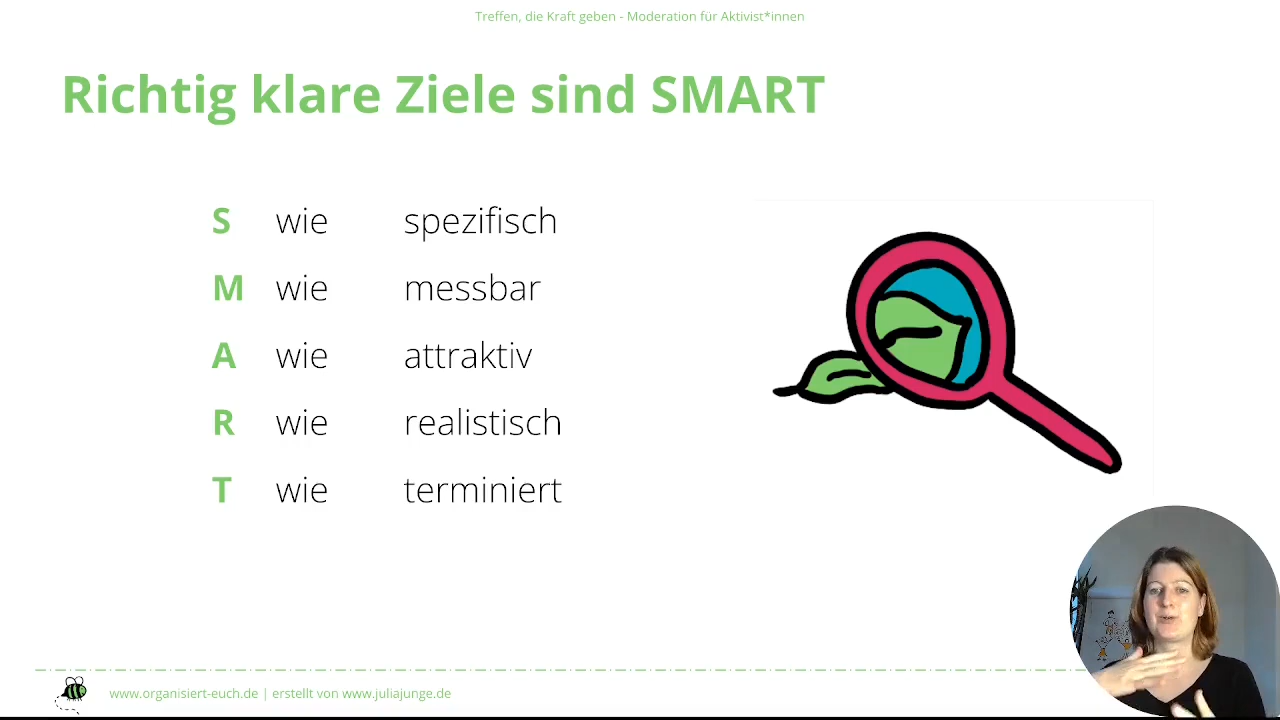 Treffen, die Kraft geben - Moderation für Aktivist*innen
Richtig klare Ziele sind SMART
S wie spezifisch
M wie messbar
A wie attraktiv
R wie realistisch
T wie terminiert
www.organisiert-euch.de | erstellt von www.juliajunge.de